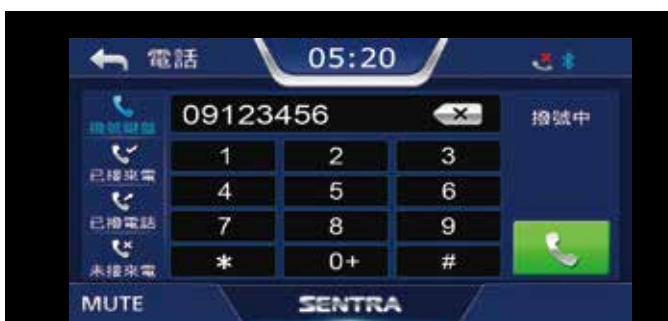 電話
05:20
撥號鍵盤
已接來電
已撥電話
未接來電
09123456
撥號中
1 2 3
4 5 6
7 8 9
* 0+ #
MUTE
SENTRA